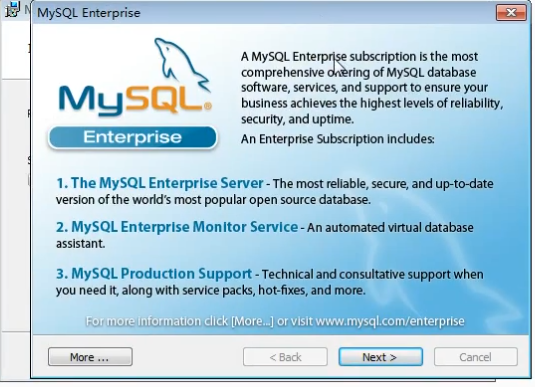 MySQL Enterprise
MySQL®
Enterprise
A MySQL Enterprise subscription is the most
comprehensive offering of MySQL database
software, services, and support to ensure your
business achieves the highest levels of reliability,
security, and uptime.
An Enterprise Subscription includes:
1. The MySQL Enterprise Server - The most reliable, secure, and up-to-date
version of the world's most popular open source database.
2. MySQL Enterprise Monitor Service - An automated virtual database
assistant.
3. MySQL Production Support - Technical and consultative support when
you need it, along with service packs, hot-fixes, and more.
For more information click [More...] or visit www.mysql.com/enterprise
More ...
< Back
Next >
Cancel